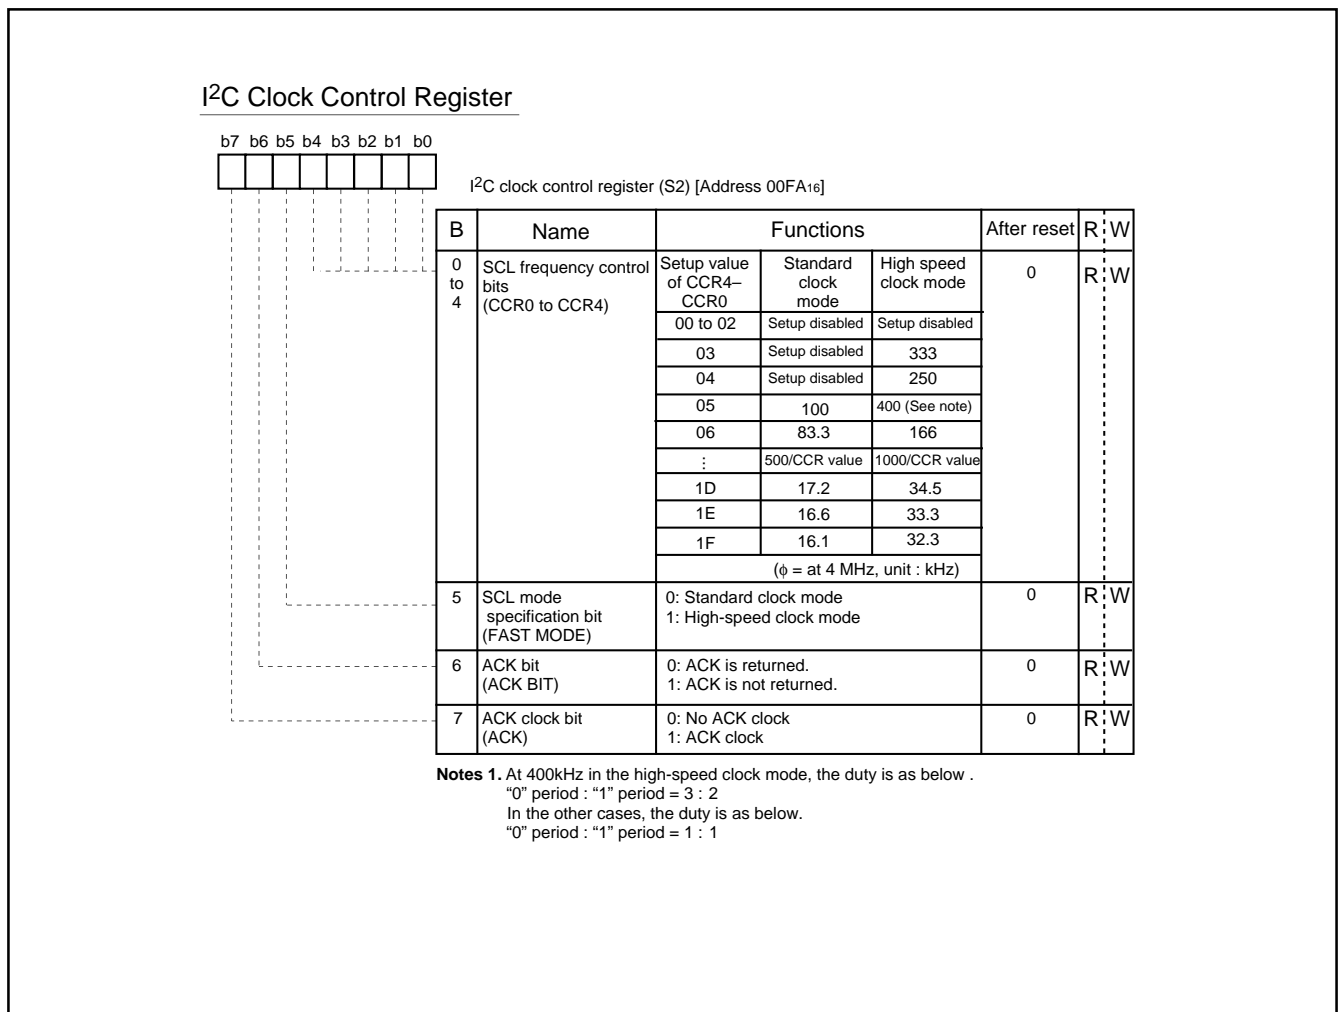 I2C Clock Control Register
b7 b6 b5 b4 b3 b2 b1 b0
I2C clock control register (S2) [Address 00FA16]
B Name Functions After reset R W
0 to 4 SCL frequency control bits (CCR0 to CCR4) Setup value of CCR4–CCR0 Standard clock mode High speed clock mode 0 R W
00 to 02 Setup disabled Setup disabled
03 Setup disabled 333
04 Setup disabled 250
05 100 400 (See note)
06 83.3 166
⋮ 500/CCR value 1000/CCR value
1D 17.2 34.5
1E 16.6 33.3
1F 16.1 32.3
(φ = at 4 MHz, unit : kHz)
5 SCL mode specification bit (FAST MODE) 0: Standard clock mode 0 R W
1: High-speed clock mode
6 ACK bit (ACK BIT) 0: ACK is returned. 0 R W
1: ACK is not returned.
7 ACK clock bit (ACK) 0: No ACK clock 0 R W
1: ACK clock
Notes 1. At 400kHz in the high-speed clock mode, the duty is as below .
“0” period : “1” period = 3 : 2
In the other cases, the duty is as below.
“0” period : “1” period = 1 : 1